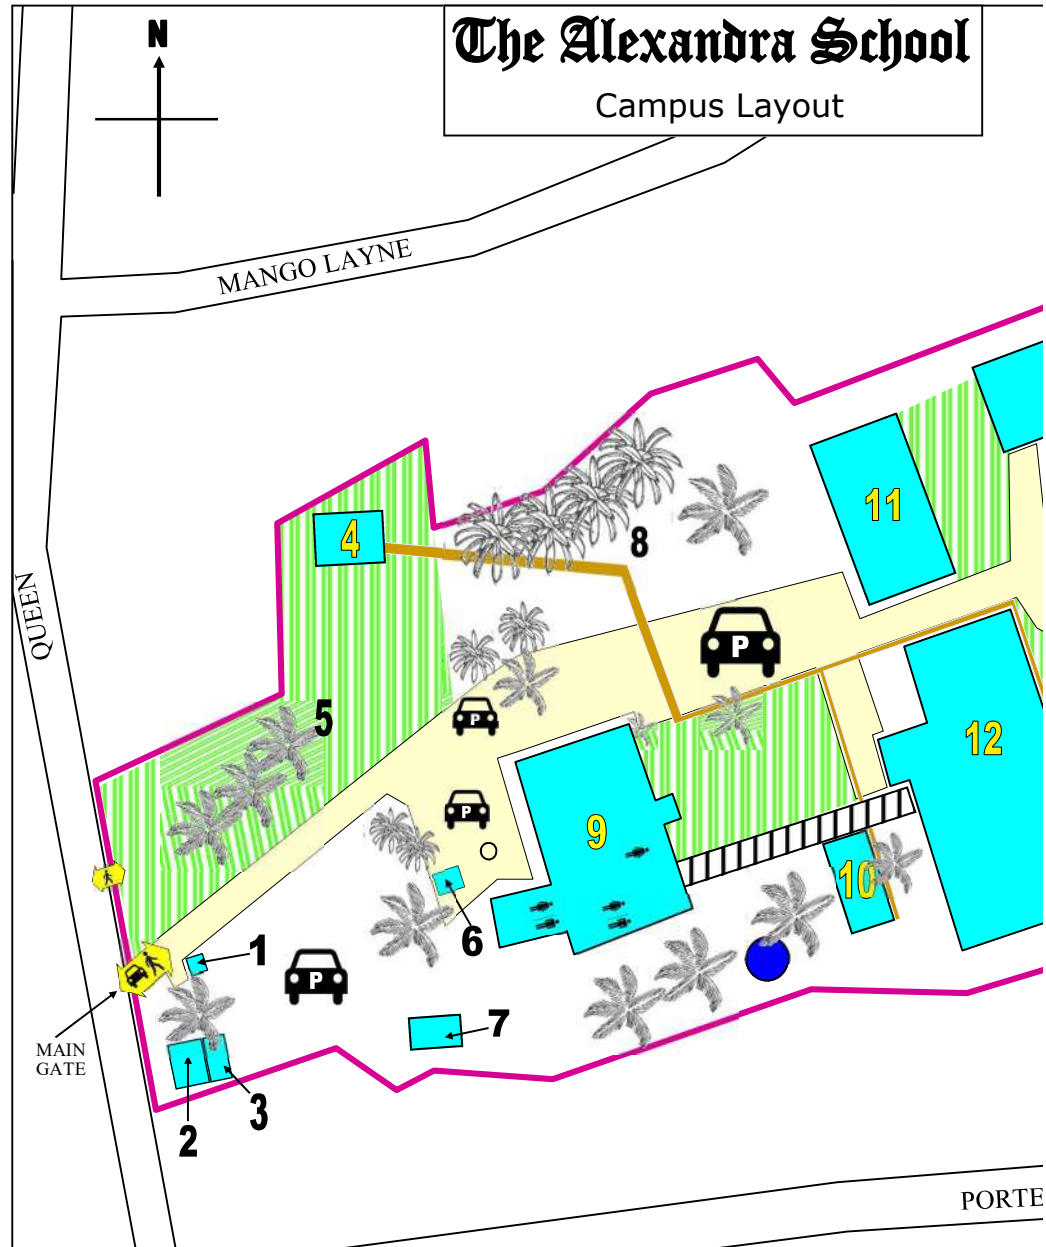 The Alexandra School
Campus Layout
N
MANGO LAYNE
QUEEN
4
11
8
5
P
P
12
P
9
10
6
1
P
7
MAIN
GATE
3
2
PORTE